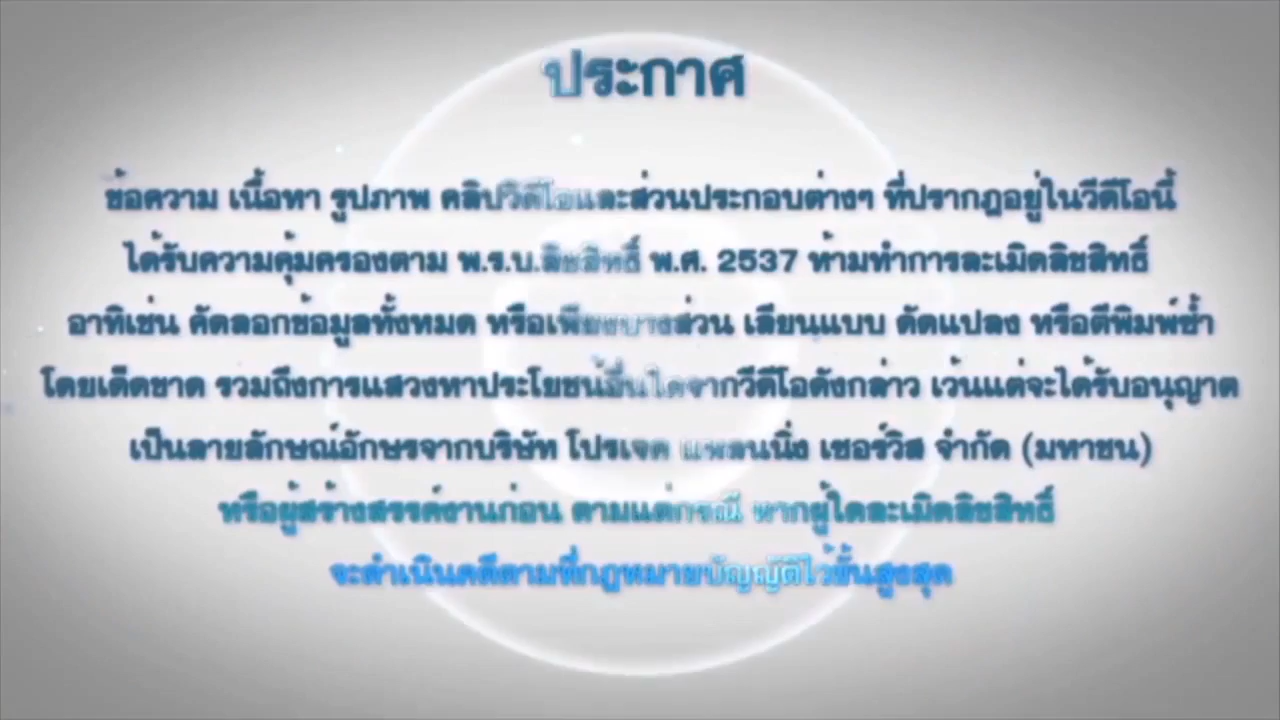 ประกาศ
ข้อความ เนื้อหา รูปภาพ คลิปวิดีโอและส่วนประกอบต่างๆ ที่ปรากฏอยู่ในวีดีโอนี้
ได้รับความคุ้มครองตาม พ.ร.บ.ลิขสิทธิ์ พ.ศ. 2537 ห้ามทำการละเมิดลิขสิทธิ์
อาทิเช่น คัดลอกข้อมูลทั้งหมด หรือเพียงบางส่วน เลียนแบบ ดัดแปลง หรือตีพิมพ์ซ้ำ
โดยเด็ดขาด รวมถึงการแสวงหาประโยชน์อื่นใดจากวีดีโอดังกล่าว เว้นแต่จะได้รับอนุญาต
เป็นลายลักษณ์อักษรจากบริษัท โปรเจค แพลนนิ่ง เซอร์วิส จำกัด (มหาชน)
หรือผู้สร้างสรรค์งานก่อน ตามแต่กรณี หากผู้ใดละเมิดลิขสิทธิ์
จะดำเนินคดีตามที่กฎหมายบัญญัติไว้ขั้นสูงสุด